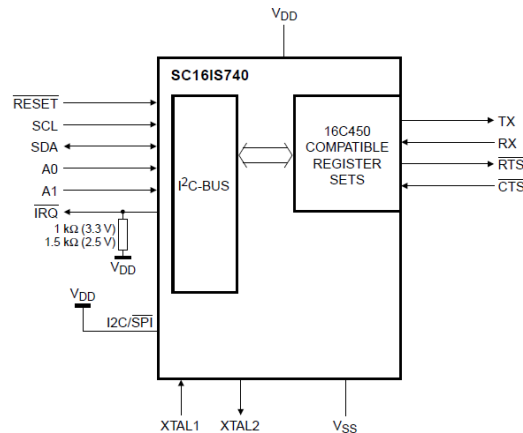 VDD
SC16IS740
RESET
SCL
SDA
A0
A1
IRQ
1 kΩ (3.3 V)
1.5 kΩ (2.5 V)
VDD
VDD
I2C/SPI
I²C-BUS
16C450
COMPATIBLE
REGISTER
SETS
TX
RX
RTS
CTS
XTAL1
XTAL2
VSS